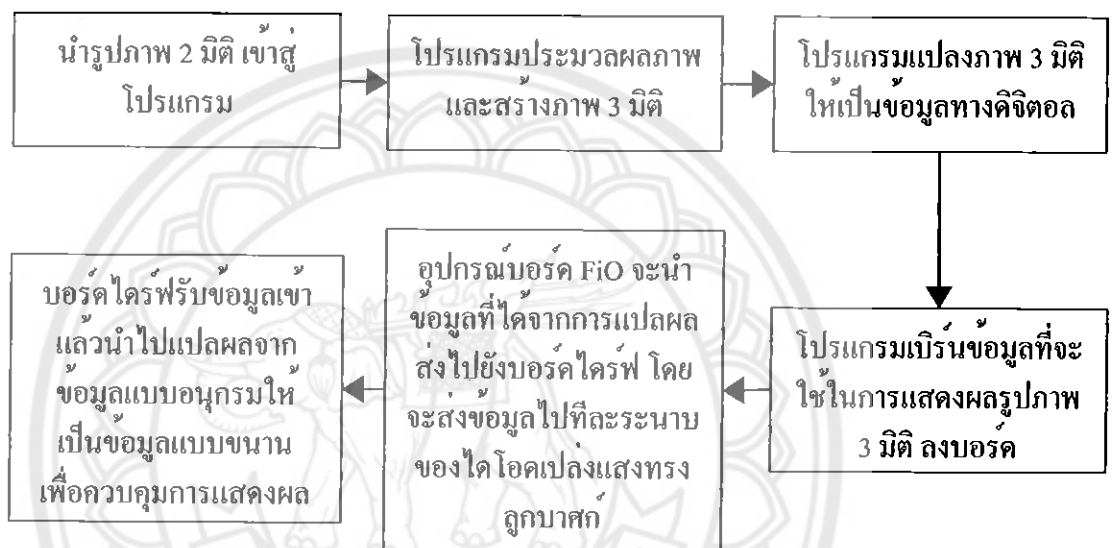 นำรูปภาพ 2 มิติ เข้าสู่
โปรแกรม
โปรแกรมประมวลผลภาพ
และสร้างภาพ 3 มิติ
โปรแกรมแปลงภาพ 3 มิติ
ให้เป็นข้อมูลทางดิจิตอล
โปรแกรมเบิร์นข้อมูลที่จะ
ใช้ในการแสดงผลรูปภาพ
3 มิติ ลงบอร์ด
อุปกรณ์บอร์ด FiO จะนำ
ข้อมูลที่ได้จากการแปลผล
ส่งไปยังบอร์ดไดร์ฟ โดย
จะส่งข้อมูลไปทีละระนาบ
ของไดโอดเปล่งแสงทรง
ลูกบาศก์
บอร์ดไดร์ฟรับข้อมูลเข้า
แล้วนำไปแปลผลจาก
ข้อมูลแบบอนุกรมให้
เป็นข้อมูลแบบขนาน
เพื่อควบคุมการแสดงผล